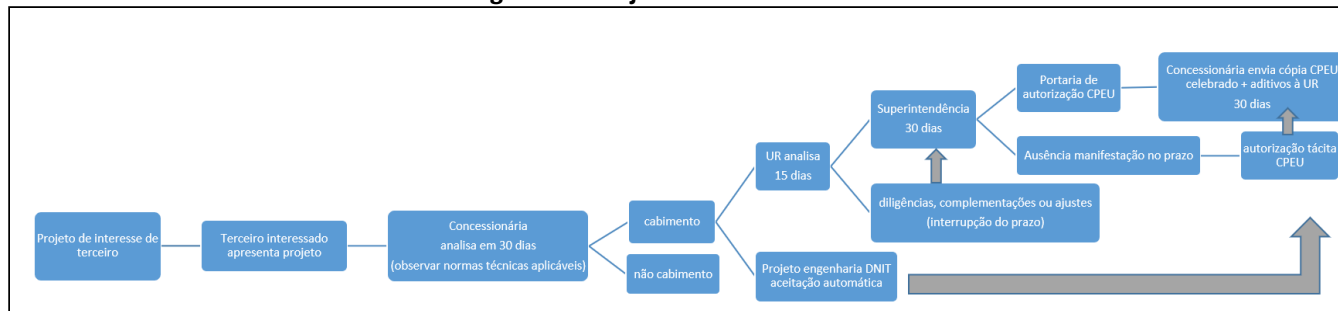 Projeto de interesse de
terceiro
Terceiro interessado
apresenta projeto
Concessionária
analisa em 30 dias
(observar normas técnicas aplicáveis)
cabimento
não cabimento
UR analisa
15 dias
Projeto engenharia DNIT
aceitação automática
Superintendência
30 dias
diligências, complementações ou ajustes
(interrupção do prazo)
Portaria de
autorização CPEU
Ausência manifestação no prazo
Concessionária envia cópia CPEU
celebrado + aditivos à UR
30 dias
autorização tácita
CPEU